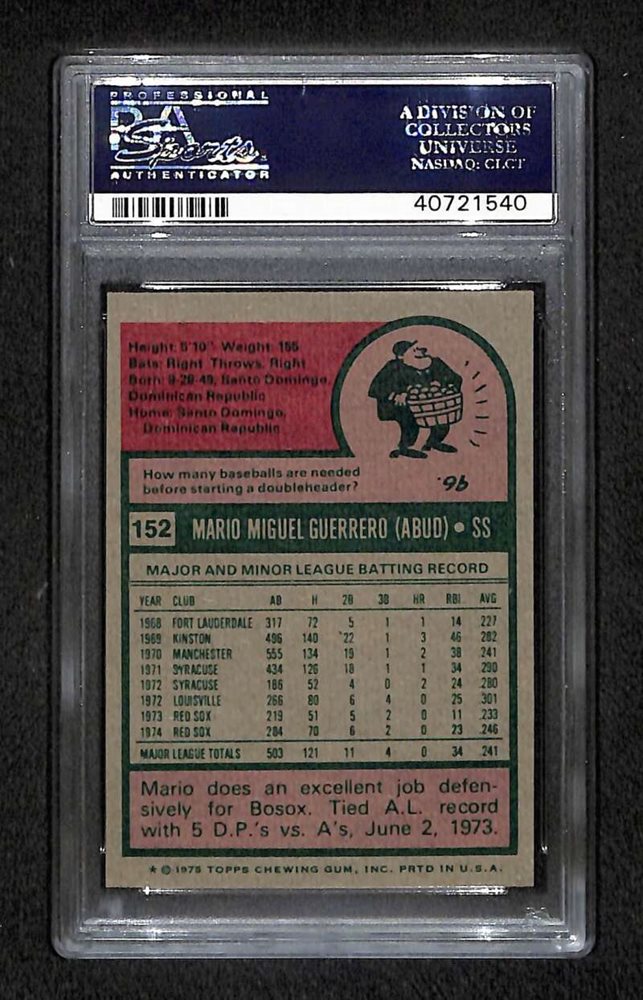 PROFESSIONAL
PSA
Sports
AUTHENTICATOR
A DIVISION OF
COLLECTORS
UNIVERSE
NASDAQ: CLCT
40721540
Height: 5'10" Weight: 155
Bats: Right Throws: Right
Born: 9-28-49, Santo Domingo,
Dominican Republic
Home: Santo Domingo,
Dominican Republic
How many baseballs are needed
before starting a doubleheader?
96.
152 MARIO MIGUEL GUERRERO (ABUD) • SS
MAJOR AND MINOR LEAGUE BATTING RECORD
YEAR CLUB AB H 2B 3B HR RBI AVG
1968 FORT LAUDERDALE 317 72 5 1 1 14 .227
1969 KINSTON 496 140 22 1 3 46 .282
1970 MANCHESTER 555 134 19 1 2 38 .241
1971 SYRACUSE 434 126 18 1 1 34 .290
1972 SYRACUSE 186 52 4 0 2 24 .280
1972 LOUISVILLE 266 80 6 4 0 25 .301
1973 RED SOX 219 51 5 2 0 11 .233
1974 RED SOX 284 70 6 2 0 23 .246
MAJOR LEAGUE TOTALS 503 121 11 4 0 34 .241
Mario does an excellent job defen-
sively for Bosox. Tied A.L. record
with 5 D.P.'s vs. A's, June 2, 1973.
★ © 1975 TOPPS CHEWING GUM, INC. PRTD IN U.S.A.